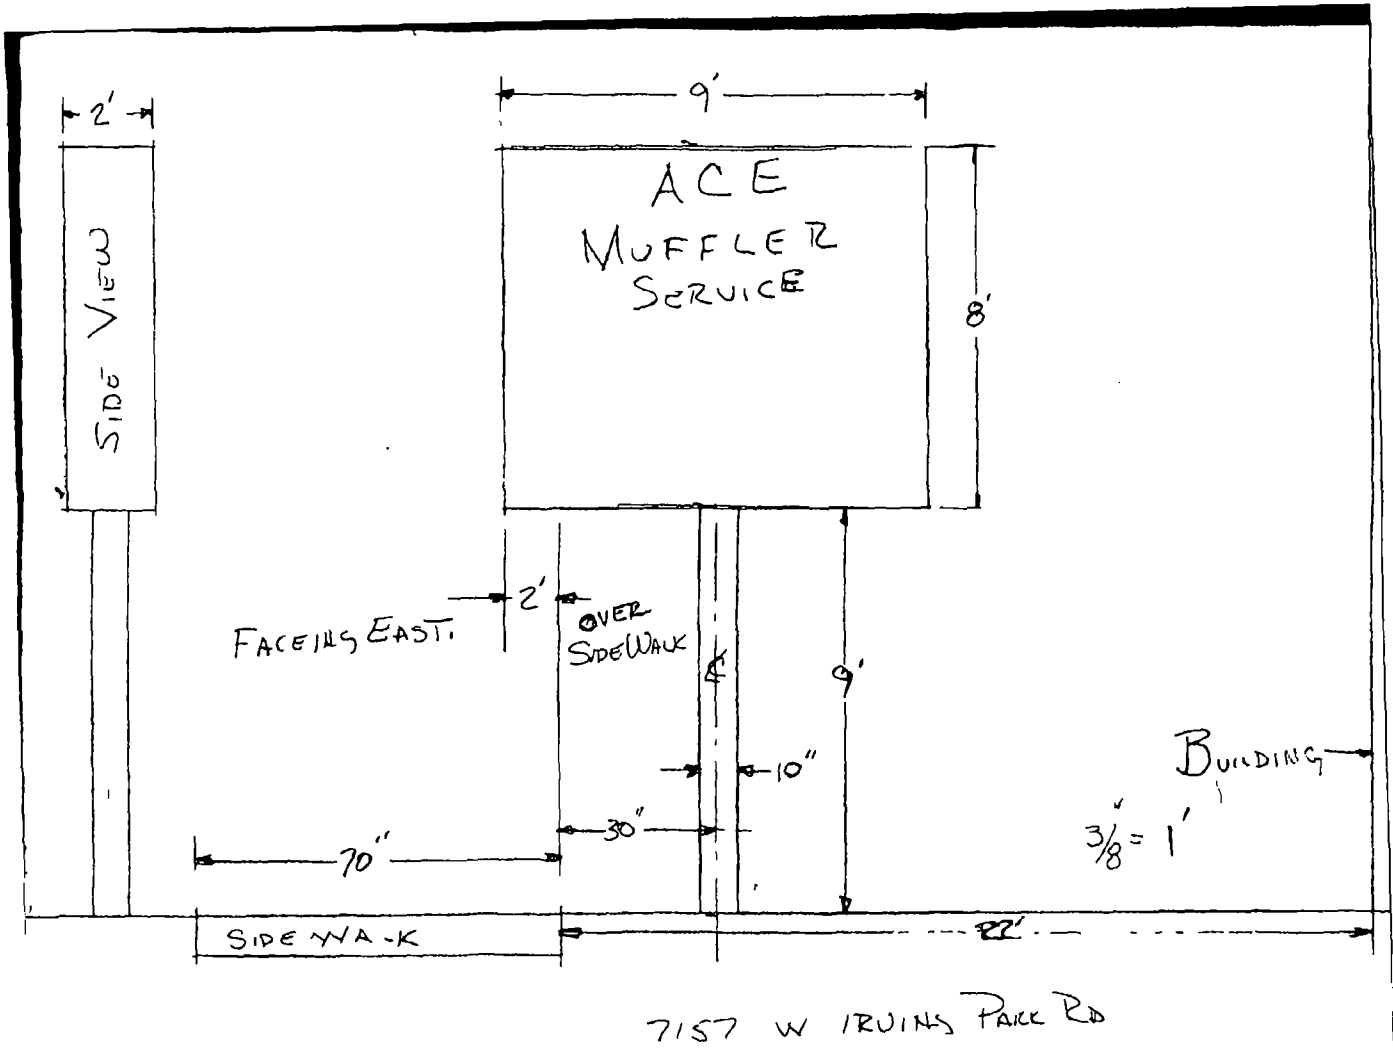 2'
9'
SIDE VIEW
ACE
MUFFLER
SERVICE
8'
2'
OVER
SIDEWALK
FACEING EAST.
℄
9'
10"
BUILDING
30"
3/8" = 1'
70"
SIDEWALK
22'
7157 W IRVING PARK RD